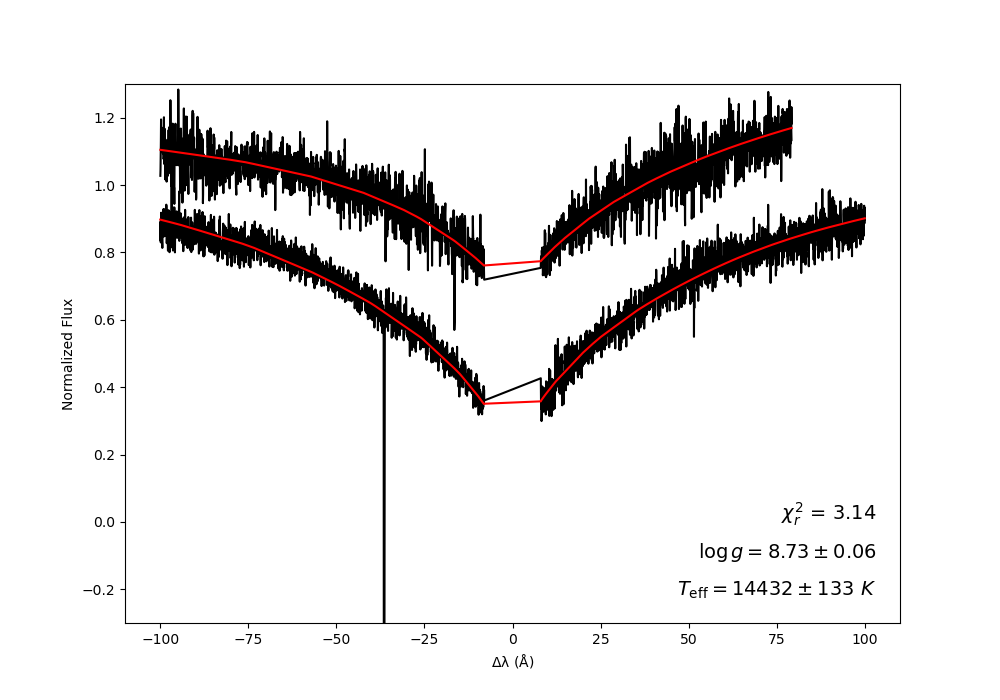 1.2
1.0
0.8
0.6
0.4
0.2
0.0
−0.2
Normalized Flux
χ²ᵣ = 3.14
log g = 8.73 ± 0.06
T_eff = 14432 ± 133 K
−100 −75 −50 −25 0 25 50 75 100
Δλ (Å)